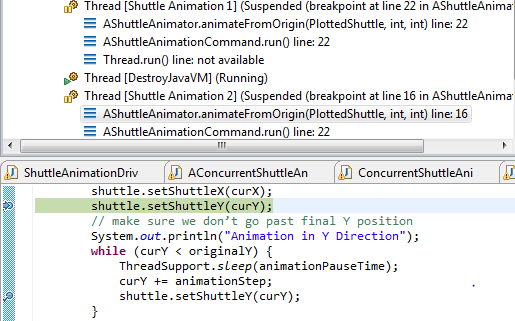 Thread [Shuttle Animation 1] (Suspended (breakpoint at line 22 in AShuttleAnimator
AShuttleAnimator.animateFromOrigin(PlottedShuttle, int, int) line: 22
AShuttleAnimationCommand.run() line: 22
Thread.run() line: not available
Thread [DestroyJavaVM] (Running)
Thread [Shuttle Animation 2] (Suspended (breakpoint at line 16 in AShuttleAnimat
AShuttleAnimator.animateFromOrigin(PlottedShuttle, int, int) line: 16
AShuttleAnimationCommand.run() line: 22
ShuttleAnimationDriv AConcurrentShuttleAn ConcurrentShuttleAni
shuttle.setShuttleX(curX);
shuttle.setShuttleY(curY);
// make sure we don't go past final Y position
System.out.println("Animation in Y Direction");
while (curY < originalY) {
ThreadSupport.sleep(animationPauseTime);
curY += animationStep;
shuttle.setShuttleY(curY);
}